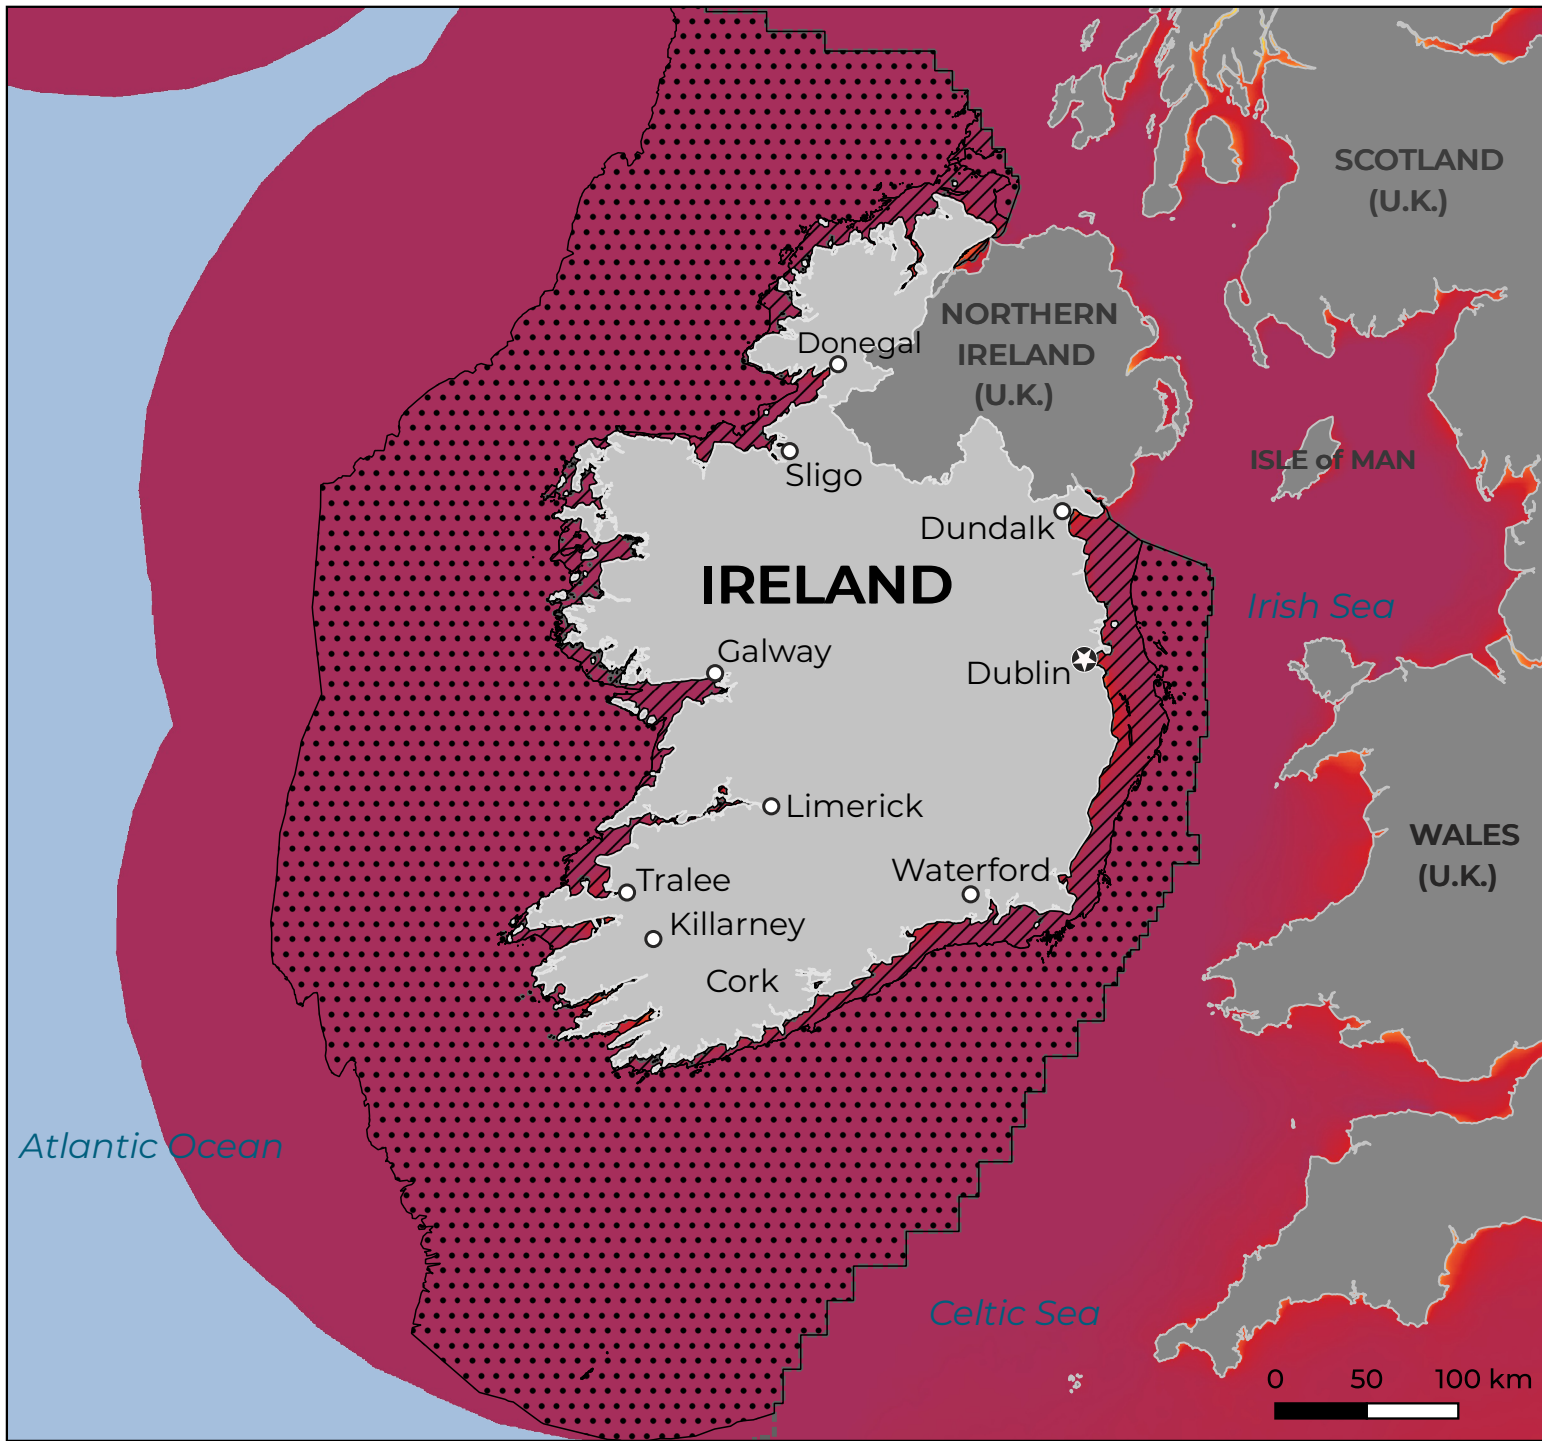 SCOTLAND
(U.K.)
NORTHERN
IRELAND
(U.K.)
Donegal
Sligo
ISLE of MAN
Dundalk
IRELAND
Irish Sea
Galway
Dublin
Limerick
WALES
(U.K.)
Waterford
Tralee
Killarney
Cork
Atlantic Ocean
Celtic Sea
0 50 100 km